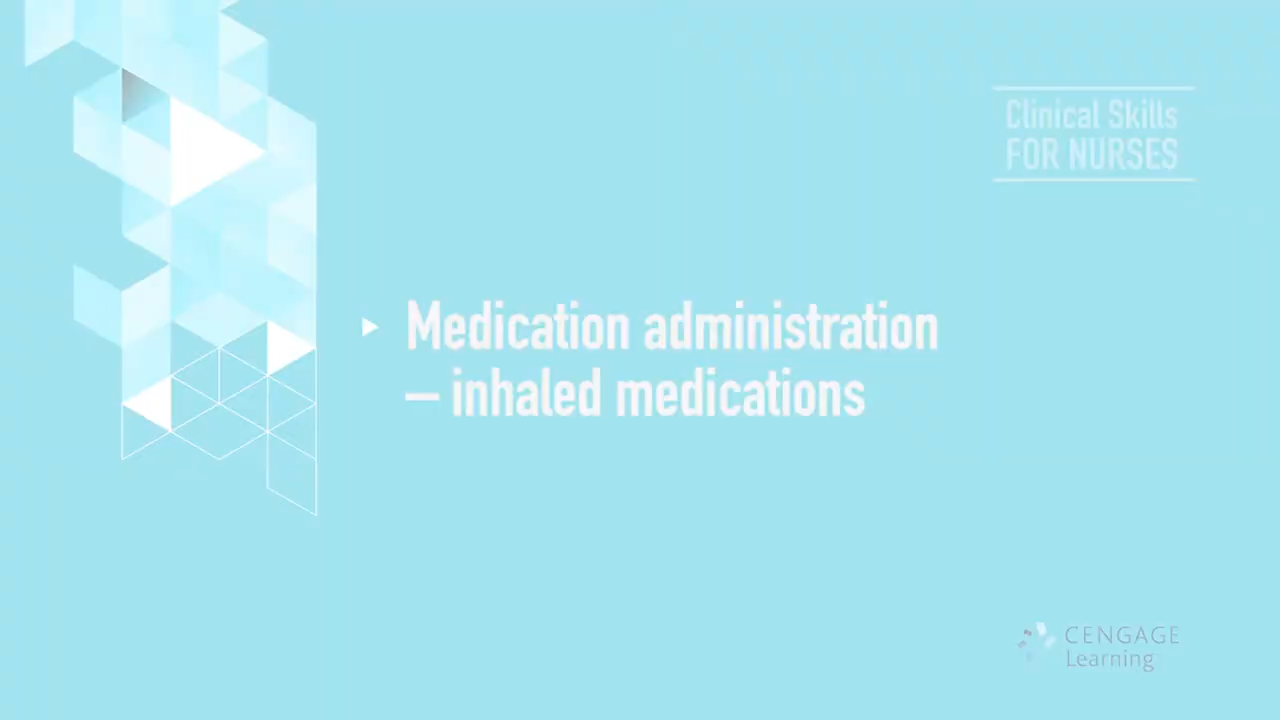 Clinical Skills
FOR NURSES
Medication administration
– inhaled medications
CENGAGE
Learning